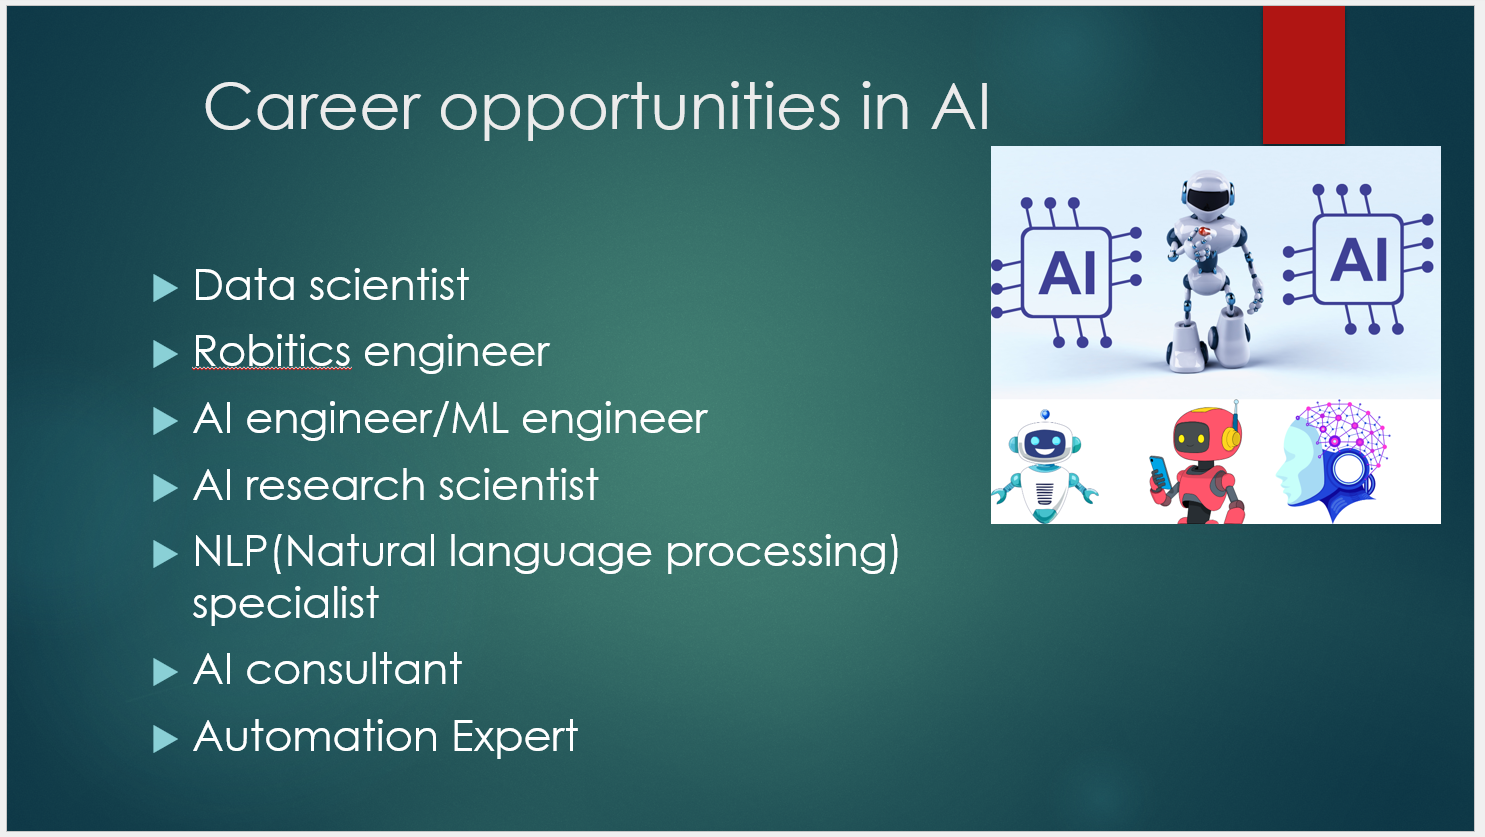 Career opportunities in AI
Data scientist
Robitics engineer
AI engineer/ML engineer
AI research scientist
NLP(Natural language processing)
specialist
AI consultant
Automation Expert
AI
AI